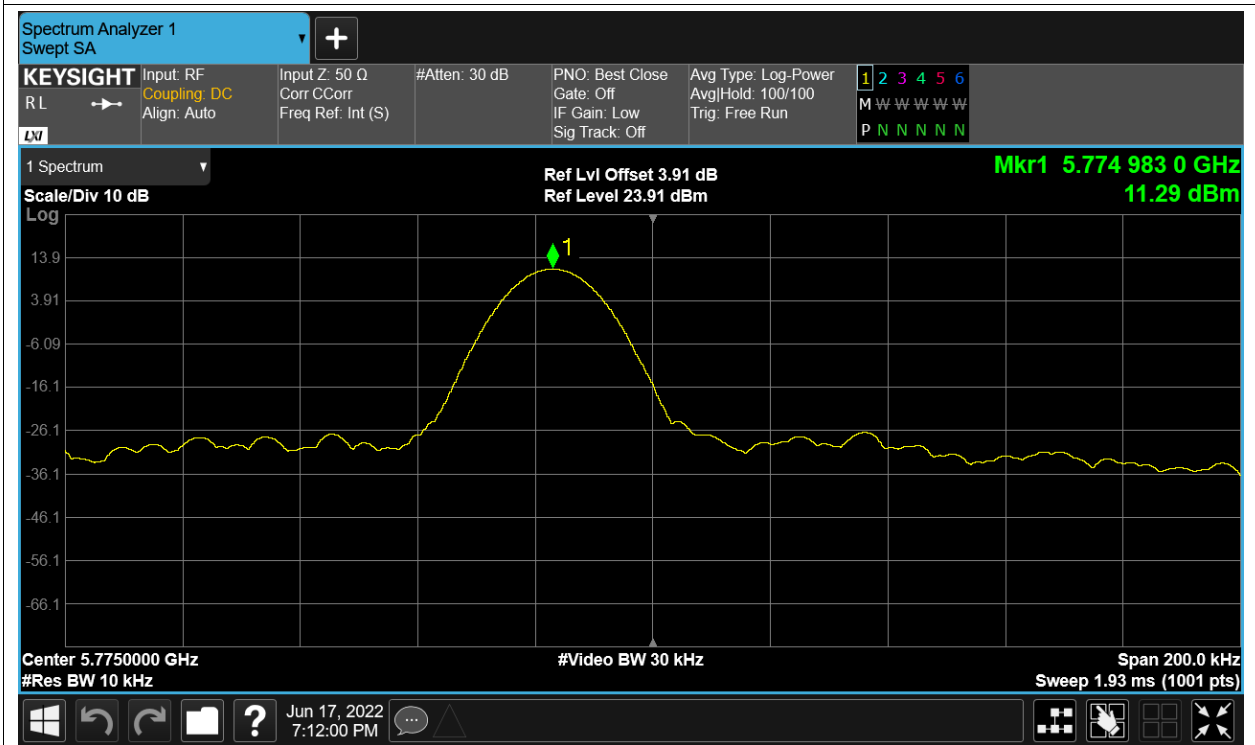 Spectrum Analyzer 1
Swept SA
KEYSIGHT
R L
LXI
Input: RF
Coupling: DC
Align: Auto
Input Z: 50 Ω
Corr CCorr
Freq Ref: Int (S)
#Atten: 30 dB
PNO: Best Close
Gate: Off
IF Gain: Low
Sig Track: Off
Avg Type: Log-Power
Avg|Hold: 100/100
Trig: Free Run
1 2 3 4 5 6
M W W W W W W
P N N N N N N
1 Spectrum
Scale/Div 10 dB
Log
Ref Lvl Offset 3.91 dB
Ref Level 23.91 dBm
Mkr1 5.774 983 0 GHz
11.29 dBm
1
13.9
3.91
-6.09
-16.1
-26.1
-36.1
-46.1
-56.1
-66.1
Center 5.7750000 GHz
#Video BW 30 kHz
Span 200.0 kHz
#Res BW 10 kHz
Sweep 1.93 ms (1001 pts)
?
Jun 17, 2022
7:12:00 PM